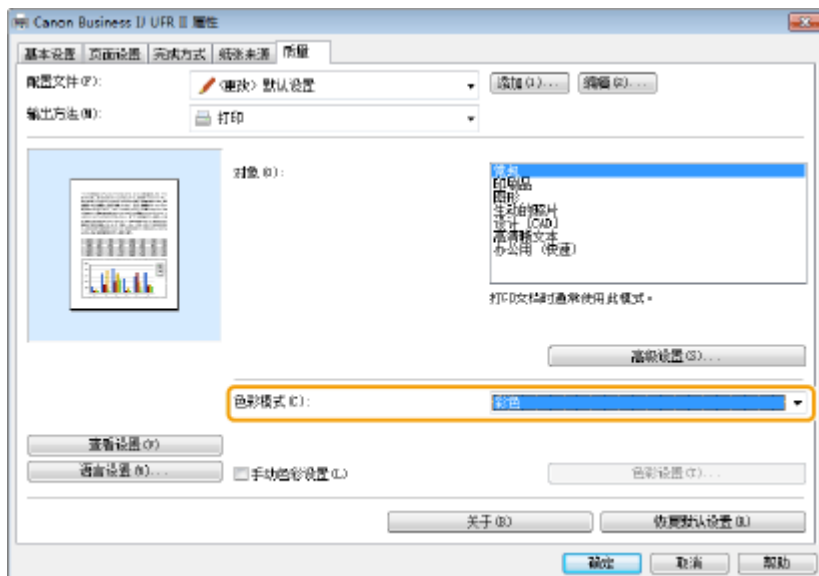 Canon Business IJ UFR II 属性
基本设置 页面设置 完成方式 纸张来源 质量
配置文件(F): <更改> 默认设置 添加(1)... 编辑(2)...
输出方法(M): 打印
对象(O):
常规
印刷品
图形
生动的照片
设计 [CAD]
高清晰文本
办公用 (快速)
打印文档时通常使用此模式。
高级设置(S)...
色彩模式(C): 彩色
查看设置(V)
语言设置(N)... 手动色彩设置(L) 色彩设置(T)...
关于(B) 恢复默认设置(R)
确定 取消 帮助